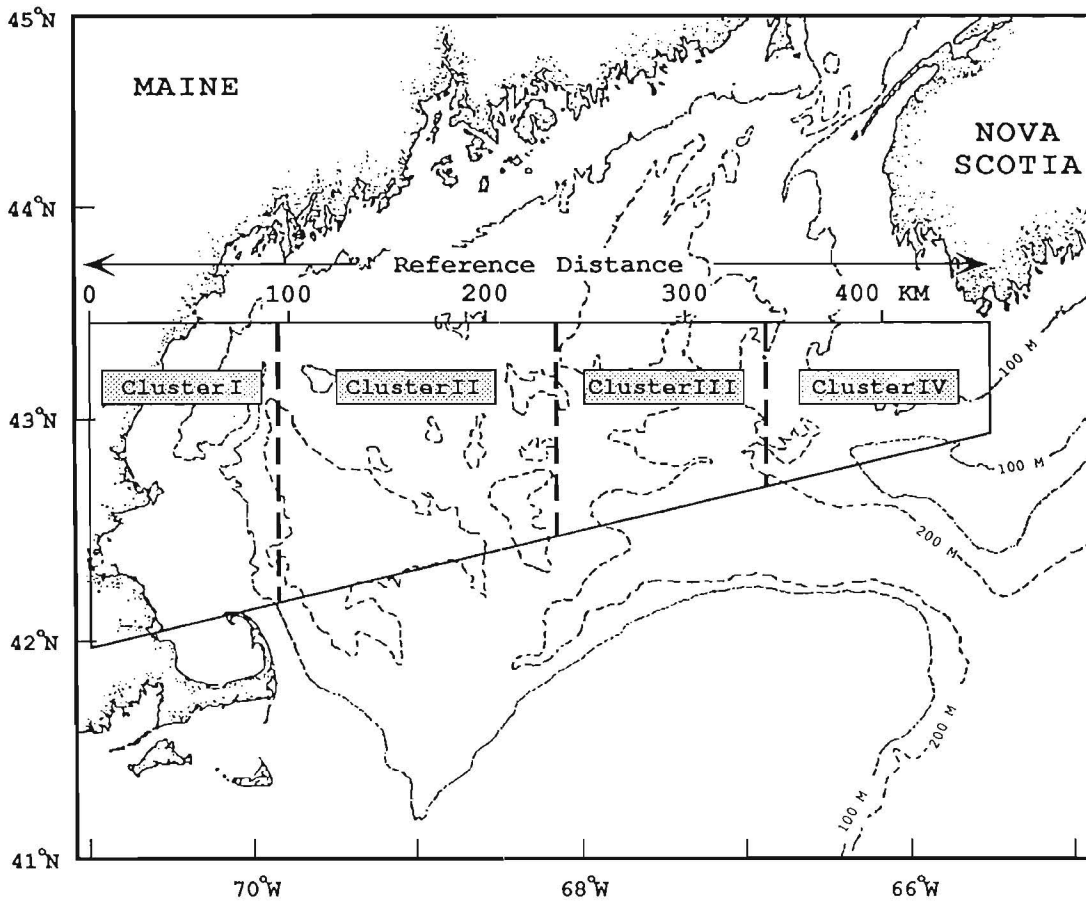 45°N
MAINE
NOVA
SCOTIA
44°N
Reference Distance
0 100 200 300 400 KM
2
100 M
ClusterI ClusterII ClusterIII ClusterIV
43°N
100 M
200 M
42°N
200 M
100 M
41°N
70°W 68°W 66°W